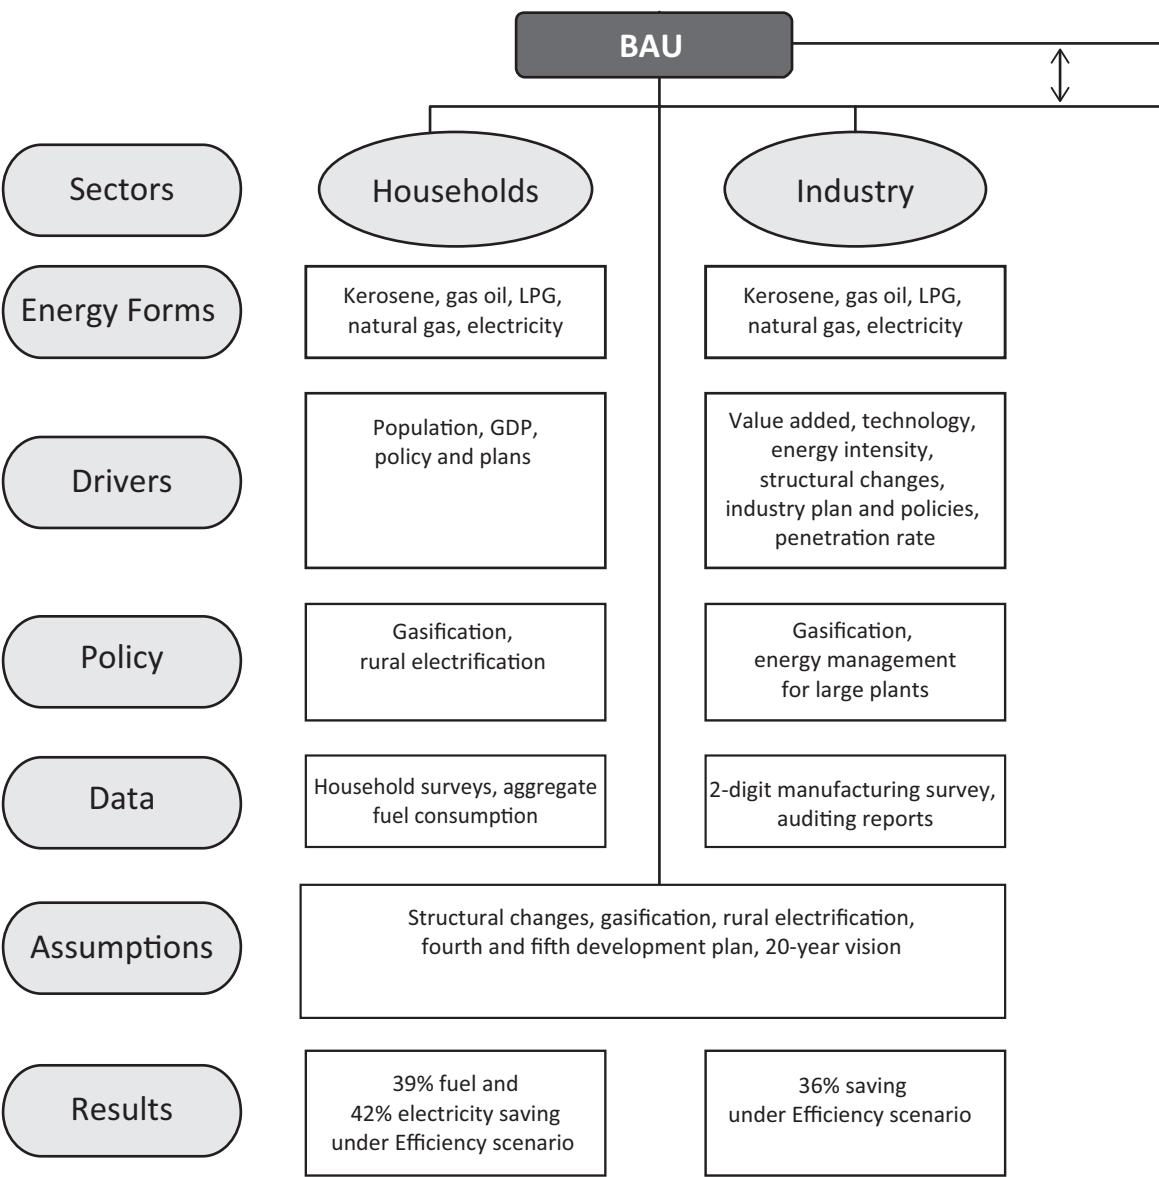 BAU
Sectors
Households
Industry
Energy Forms
Kerosene, gas oil, LPG,
natural gas, electricity
Kerosene, gas oil, LPG,
natural gas, electricity
Drivers
Population, GDP,
policy and plans
Value added, technology,
energy intensity,
structural changes,
industry plan and policies,
penetration rate
Policy
Gasification,
rural electrification
Gasification,
energy management
for large plants
Data
Household surveys, aggregate
fuel consumption
2-digit manufacturing survey,
auditing reports
Assumptions
Structural changes, gasification, rural electrification,
fourth and fifth development plan, 20-year vision
Results
39% fuel and
42% electricity saving
under Efficiency scenario
36% saving
under Efficiency scenario